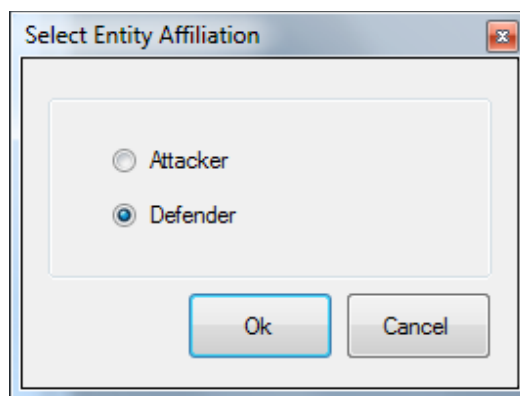 Select Entity Affiliation
Attacker
Defender
Ok
Cancel